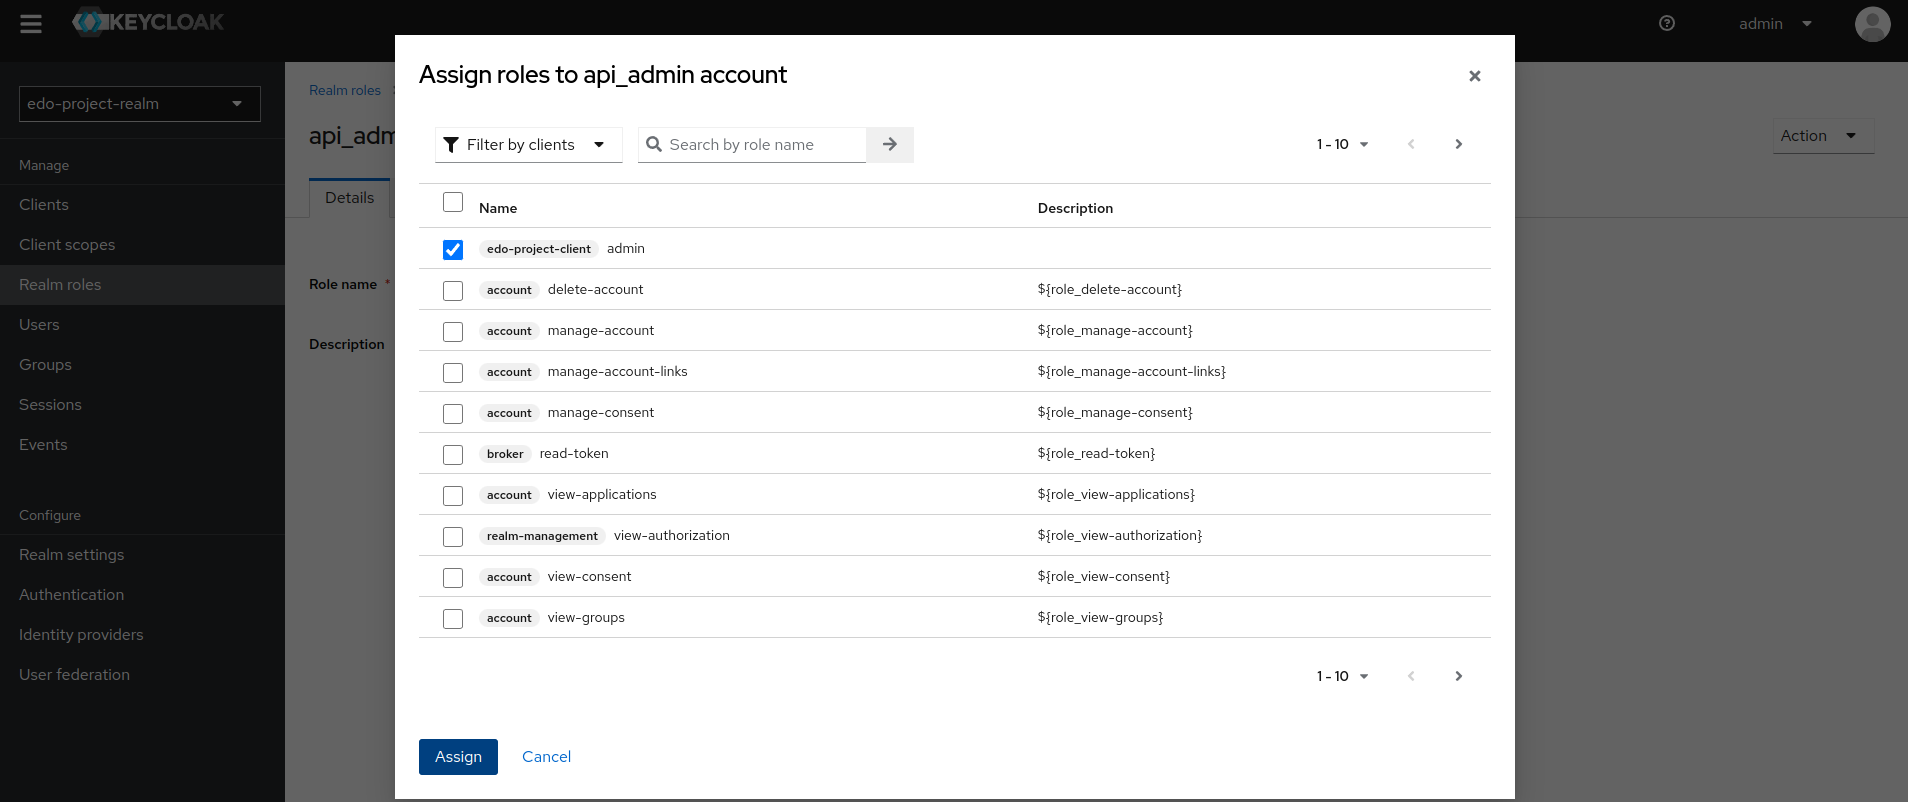 KEYCLOAK
admin
edo-project-realm
Manage
Clients
Client scopes
Realm roles
Users
Groups
Sessions
Events
Configure
Realm settings
Authentication
Identity providers
User federation
Realm roles
api_adm
Action
Details
Role name *
Description
Assign roles to api_admin account
Filter by clients
Search by role name
1 - 10
Name Description
edo-project-client admin
account delete-account ${role_delete-account}
account manage-account ${role_manage-account}
account manage-account-links ${role_manage-account-links}
account manage-consent ${role_manage-consent}
broker read-token ${role_read-token}
account view-applications ${role_view-applications}
realm-management view-authorization ${role_view-authorization}
account view-consent ${role_view-consent}
account view-groups ${role_view-groups}
1 - 10
Assign Cancel